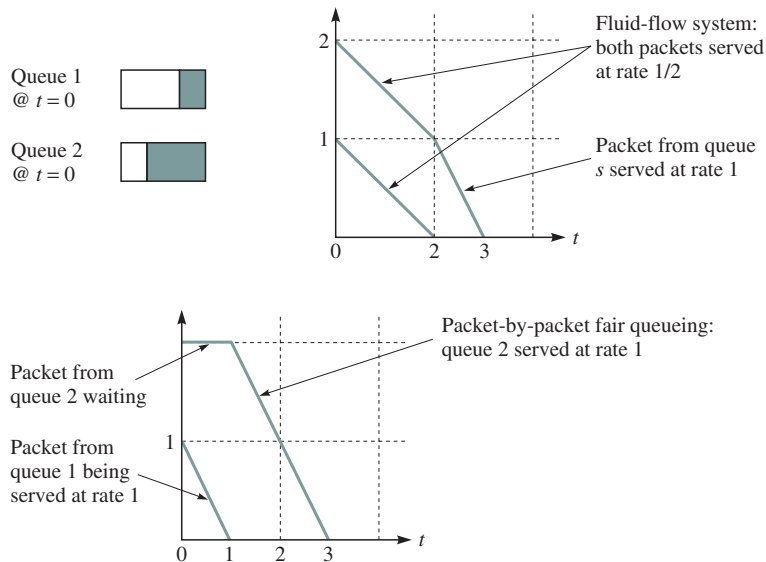 Queue 1
@ t = 0
Queue 2
@ t = 0
2
1
0
2
3
t
Fluid-flow system:
both packets served
at rate 1/2
Packet from queue
s served at rate 1
Packet from
queue 2 waiting
Packet from
queue 1 being
served at rate 1
1
0
1
2
3
t
Packet-by-packet fair queueing:
queue 2 served at rate 1